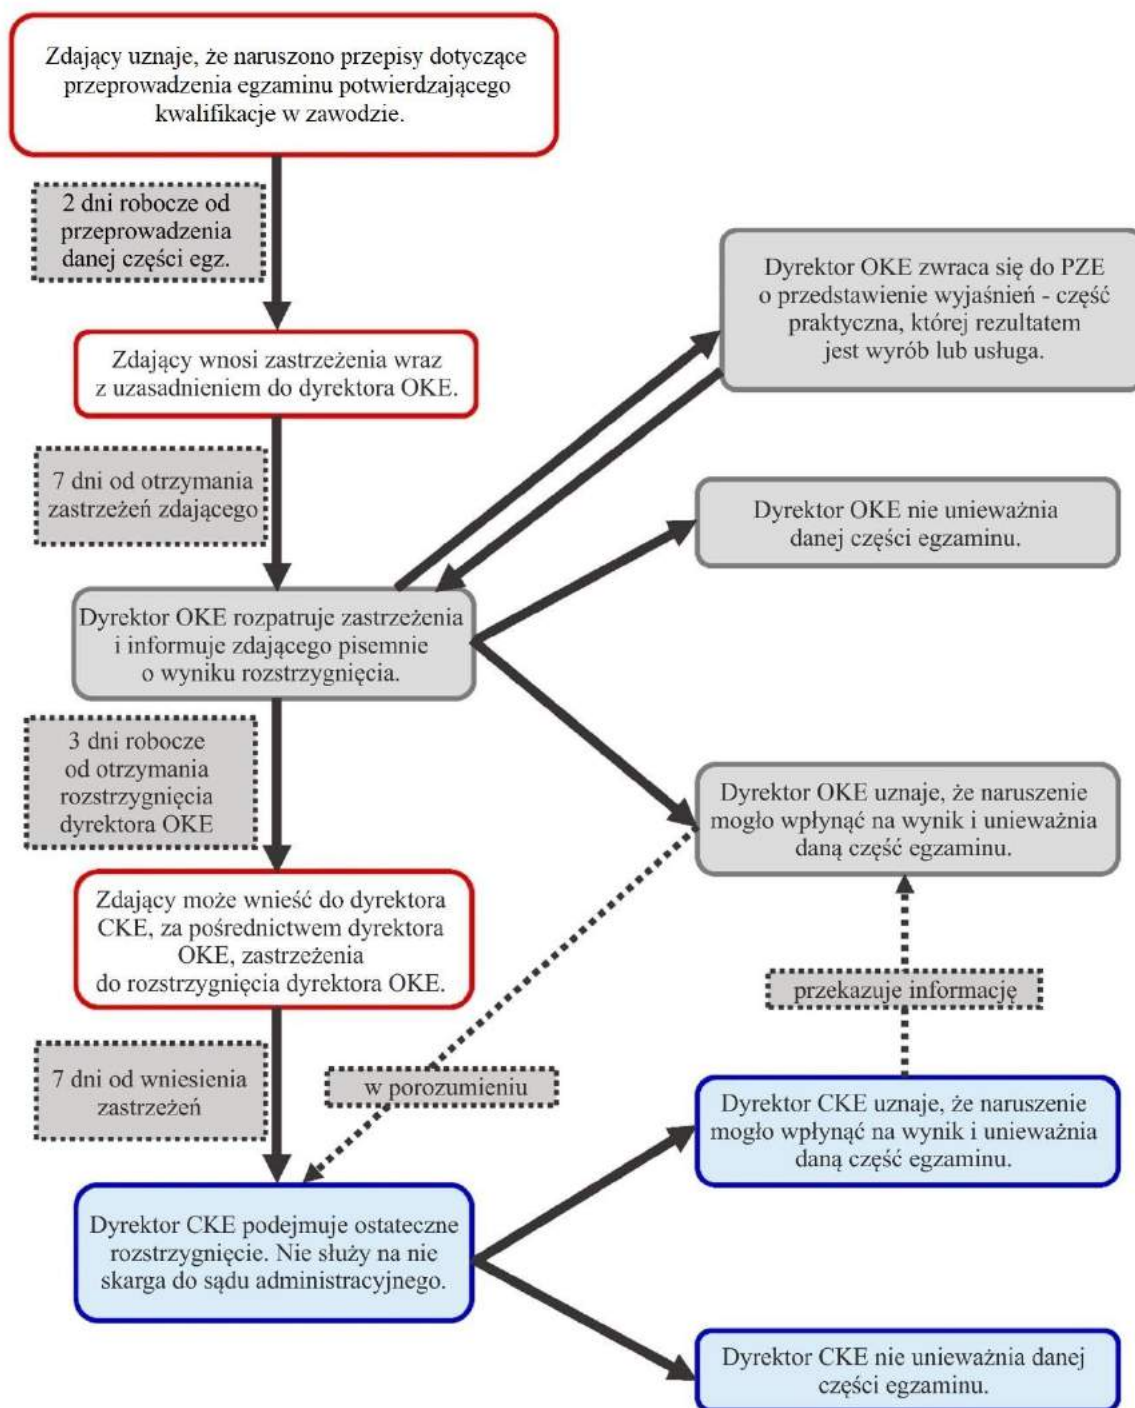 Zdający uznaje, że naruszono przepisy dotyczące
przeprowadzenia egzaminu potwierdzającego
kwalifikacje w zawodzie.
2 dni robocze od
przeprowadzenia
danej części egz.
Dyrektor OKE zwraca się do PZE
o przedstawienie wyjaśnień - część
praktyczna, której rezultatem
jest wyrób lub usługa.
Zdający wnosi zastrzeżenia wraz
z uzasadnieniem do dyrektora OKE.
7 dni od otrzymania
zastrzeżeń zdającego
Dyrektor OKE nie unieważnia
danej części egzaminu.
Dyrektor OKE rozpatruje zastrzeżenia
i informuje zdającego pisemnie
o wyniku rozstrzygnięcia.
3 dni robocze
od otrzymania
rozstrzygnięcia
dyrektora OKE
Dyrektor OKE uznaje, że naruszenie
mogło wpłynąć na wynik i unieważnia
daną część egzaminu.
Zdający może wnieść do dyrektora
CKE, za pośrednictwem dyrektora
OKE, zastrzeżenia
do rozstrzygnięcia dyrektora OKE.
przekazuje informację
7 dni od wniesienia
zastrzeżeń
w porozumieniu
Dyrektor CKE uznaje, że naruszenie
mogło wpłynąć na wynik i unieważnia
daną część egzaminu.
Dyrektor CKE podejmuje ostateczne
rozstrzygnięcie. Nie służy na nie
skarga do sądu administracyjnego.
Dyrektor CKE nie unieważnia danej
części egzaminu.